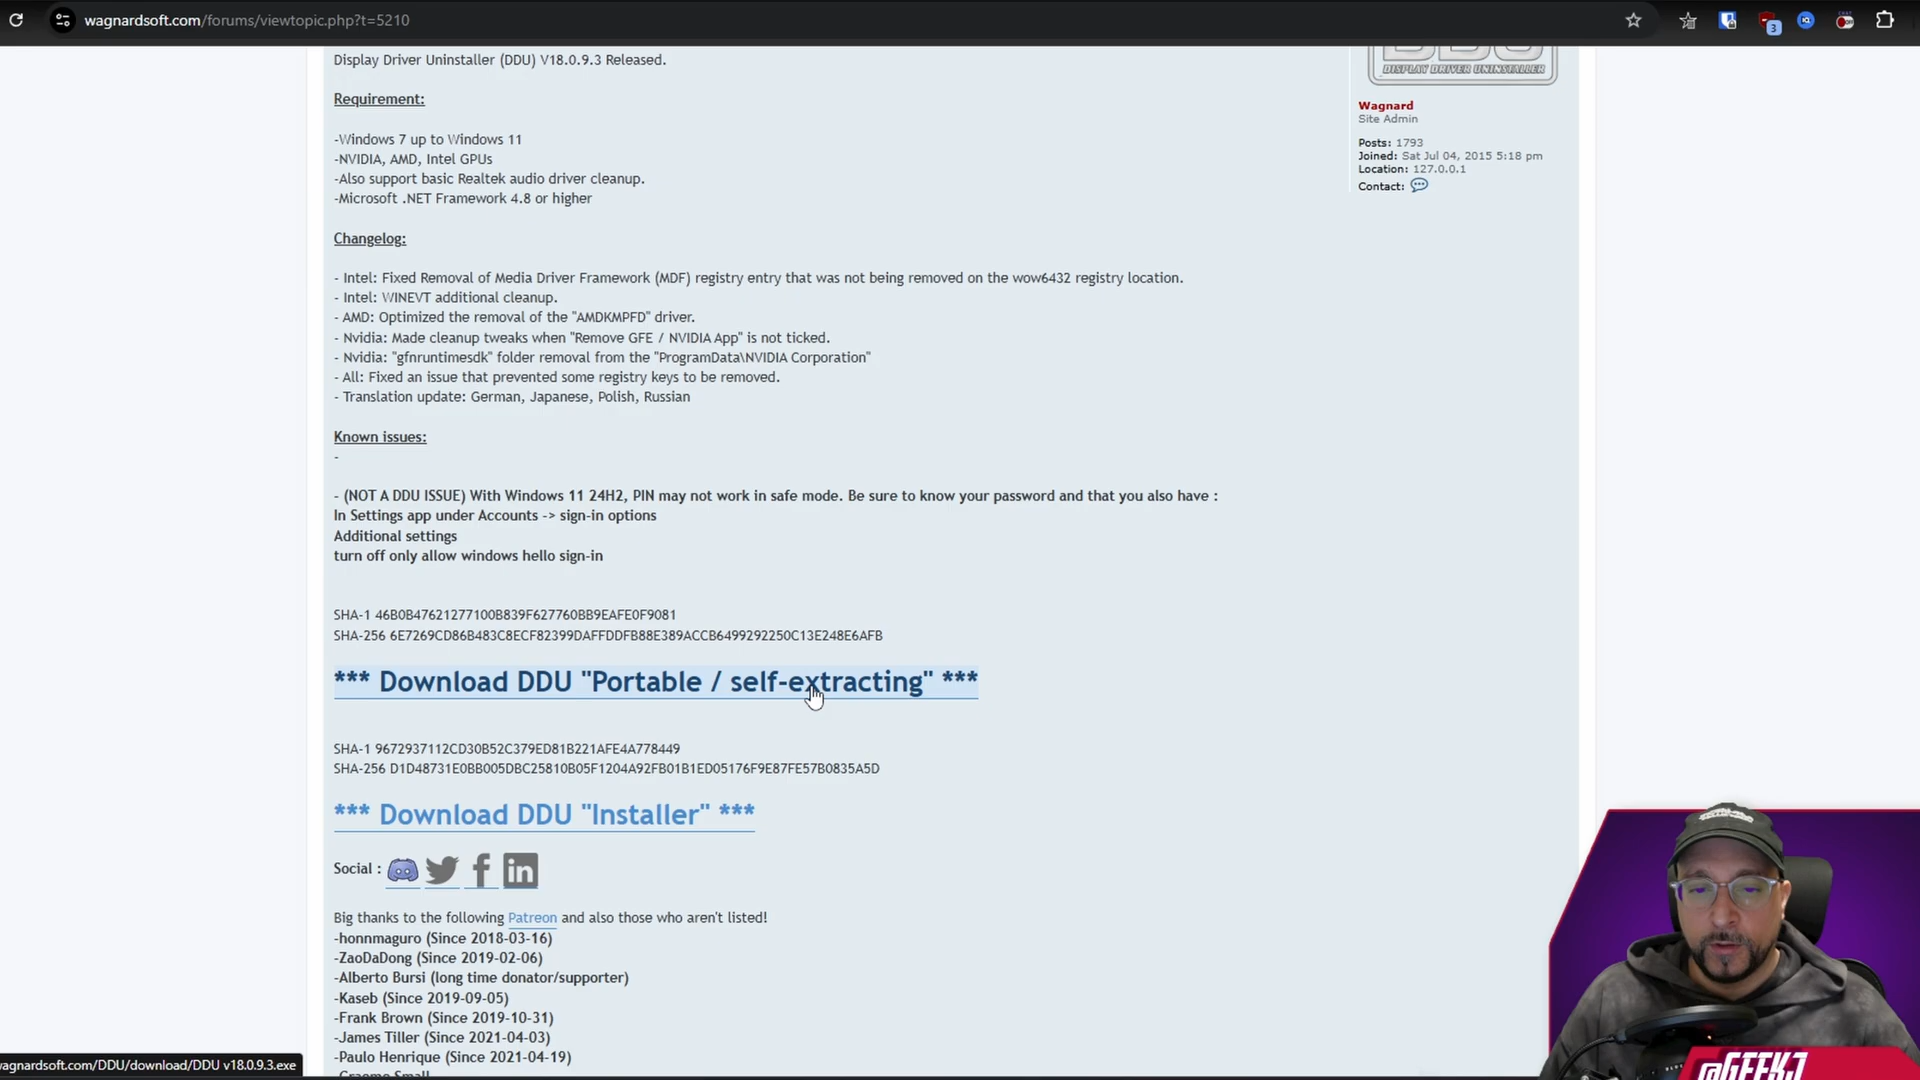 wagnardsoft.com/forums/viewtopic.php?t=5210
3
Display Driver Uninstaller (DDU) V18.0.9.3 Released.
DISPLAY DRIVER UNINSTALLER
Requirement:
Wagnard
Site Admin
-Windows 7 up to Windows 11
-NVIDIA, AMD, Intel GPUs
-Also support basic Realtek audio driver cleanup.
-Microsoft .NET Framework 4.8 or higher
Posts: 1793
Joined: Sat Jul 04, 2015 5:18 pm
Location: 127.0.0.1
Contact:
Changelog:
- Intel: Fixed Removal of Media Driver Framework (MDF) registry entry that was not being removed on the wow6432 registry location.
- Intel: WINEVT additional cleanup.
- AMD: Optimized the removal of the "AMDKMPFD" driver.
- Nvidia: Made cleanup tweaks when "Remove GFE / NVIDIA App" is not ticked.
- Nvidia: "gfnruntimesdk" folder removal from the "ProgramData\NVIDIA Corporation"
- All: Fixed an issue that prevented some registry keys to be removed.
- Translation update: German, Japanese, Polish, Russian
Known issues:
-
- (NOT A DDU ISSUE) With Windows 11 24H2, PIN may not work in safe mode. Be sure to know your password and that you also have :
In Settings app under Accounts -> sign-in options
Additional settings
turn off only allow windows hello sign-in
SHA-1 46B0B47621277100B839F627760BB9EAFE0F9081
SHA-256 6E7269CD86B483C8ECF82399DAFFDDFB88E389ACCB6499292250C13E248E6AFB
*** Download DDU "Portable / self-extracting" ***
SHA-1 9672937112CD30B52C379ED81B221AFE4A778449
SHA-256 D1D48731E0BB005DBC25810B05F1204A92FB01B1ED05176F9E87FE57B0835A5D
*** Download DDU "Installer" ***
Social :
Big thanks to the following Patreon and also those who aren't listed!
-honnmaguro (Since 2018-03-16)
-ZaoDaDong (Since 2019-02-06)
-Alberto Bursi (long time donator/supporter)
-Kaseb (Since 2019-09-05)
-Frank Brown (Since 2019-10-31)
-James Tiller (Since 2021-04-03)
-Paulo Henrique (Since 2021-04-19)
-Graeme Small
wagnardsoft.com/DDU/download/DDU v18.0.9.3.exe
@GEEKJ